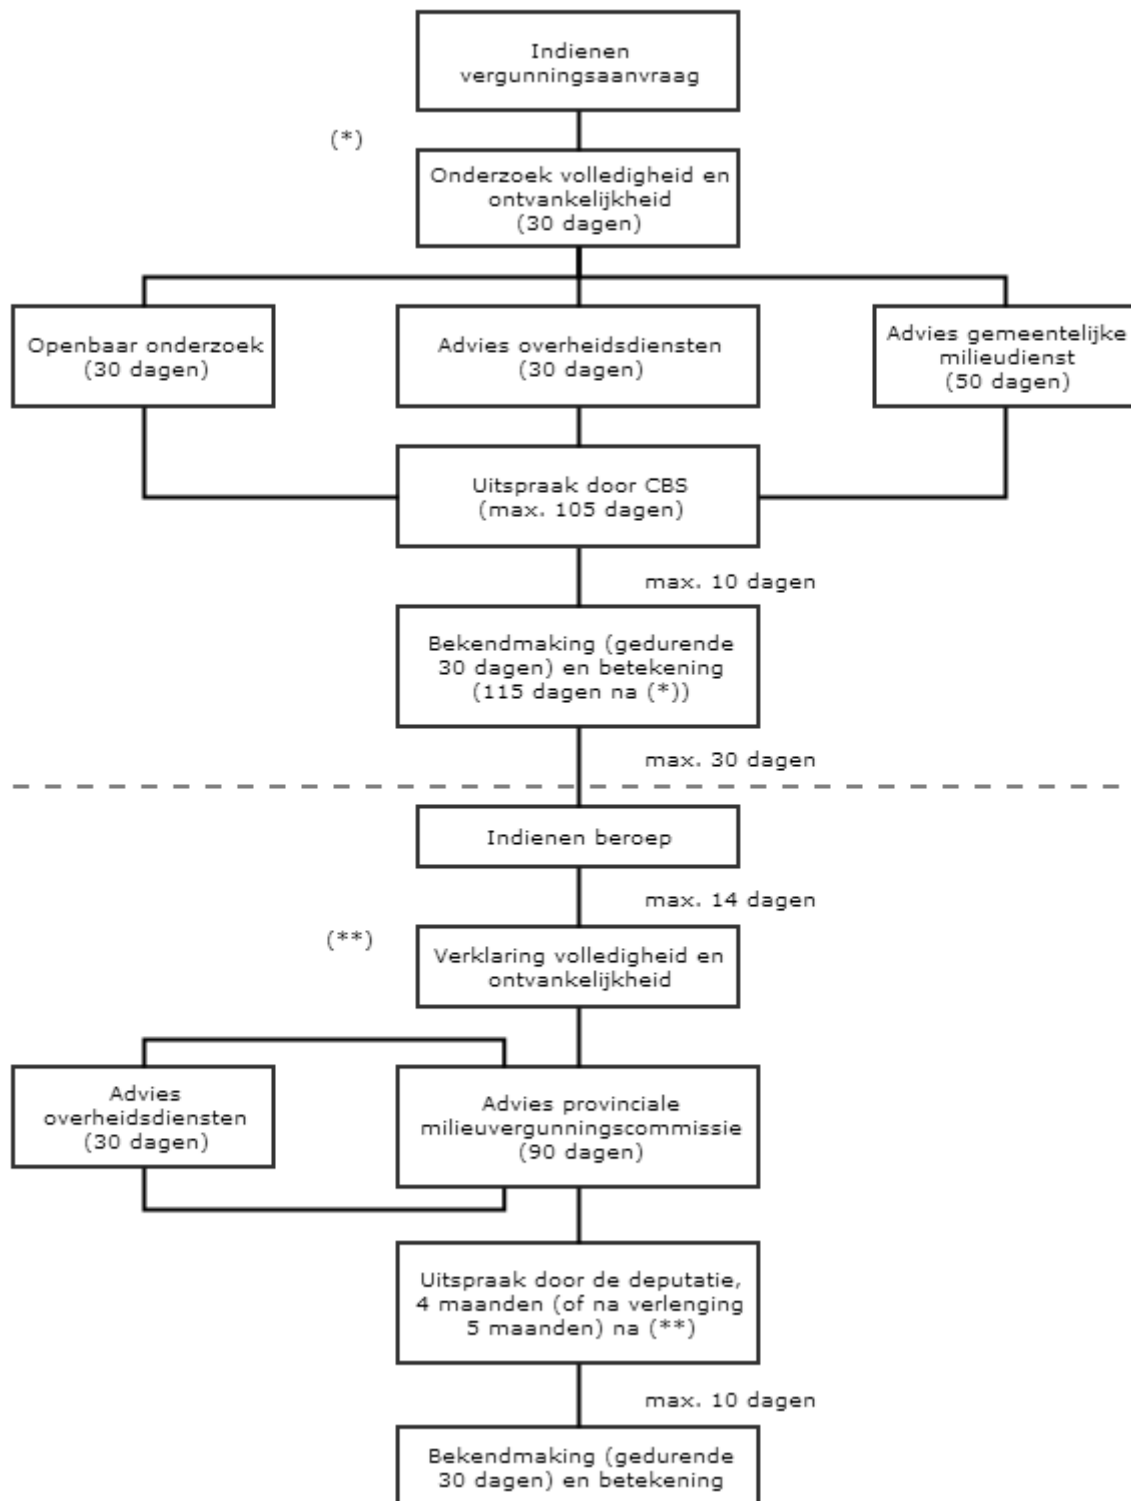 Indienen
vergunningsaanvraag
(*)
Onderzoek volledigheid en
ontvankelijkheid
(30 dagen)
Openbaar onderzoek
(30 dagen)
Advies overheidsdiensten
(30 dagen)
Advies gemeentelijke
milieudienst
(50 dagen)
Uitspraak door CBS
(max. 105 dagen)
max. 10 dagen
Bekendmaking (gedurende
30 dagen) en betekening
(115 dagen na (*))
max. 30 dagen
Indienen beroep
max. 14 dagen
(**)
Verklaring volledigheid en
ontvankelijkheid
Advies
overheidsdiensten
(30 dagen)
Advies provinciale
milieuvergunningscommissie
(90 dagen)
Uitspraak door de deputatie,
4 maanden (of na verlenging
5 maanden) na (**)
max. 10 dagen
Bekendmaking (gedurende
30 dagen) en betekening